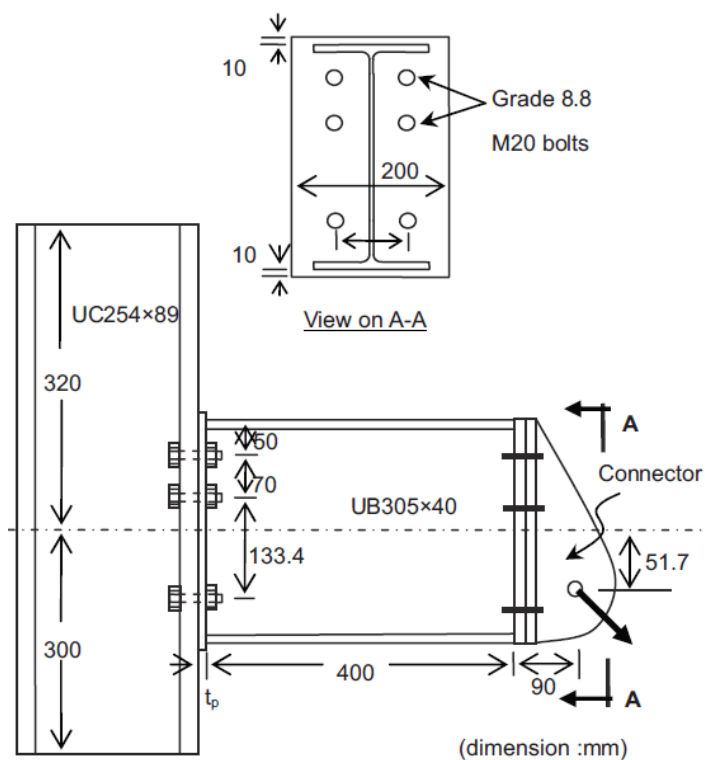 10
Grade 8.8
M20 bolts
200
10
View on A-A
UC254×89
320
50
A
70
Connector
UB305×40
133.4
51.7
300
400
90
A
tp
(dimension :mm)